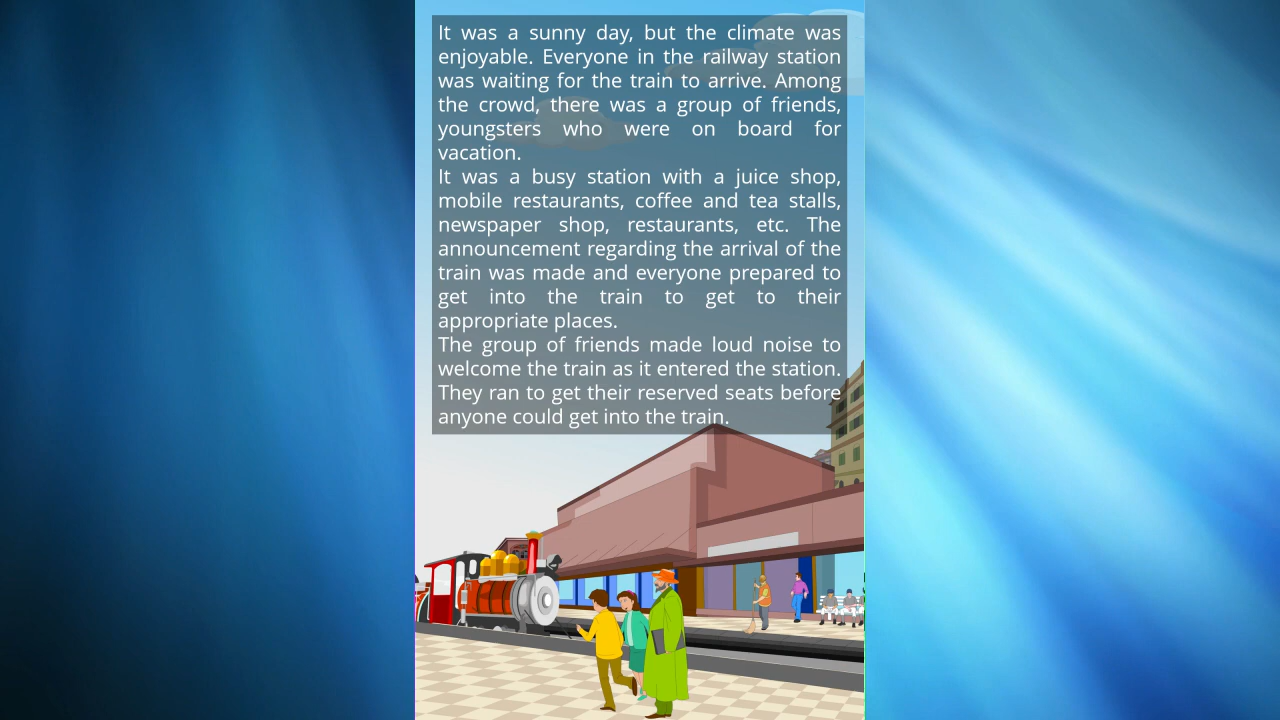 It was a sunny day, but the climate was
enjoyable. Everyone in the railway station
was waiting for the train to arrive. Among
the crowd, there was a group of friends,
youngsters who were on board for
vacation.
It was a busy station with a juice shop,
mobile restaurants, coffee and tea stalls,
newspaper shop, restaurants, etc. The
announcement regarding the arrival of the
train was made and everyone prepared to
get into the train to get to their
appropriate places.
The group of friends made loud noise to
welcome the train as it entered the station.
They ran to get their reserved seats before
anyone could get into the train.